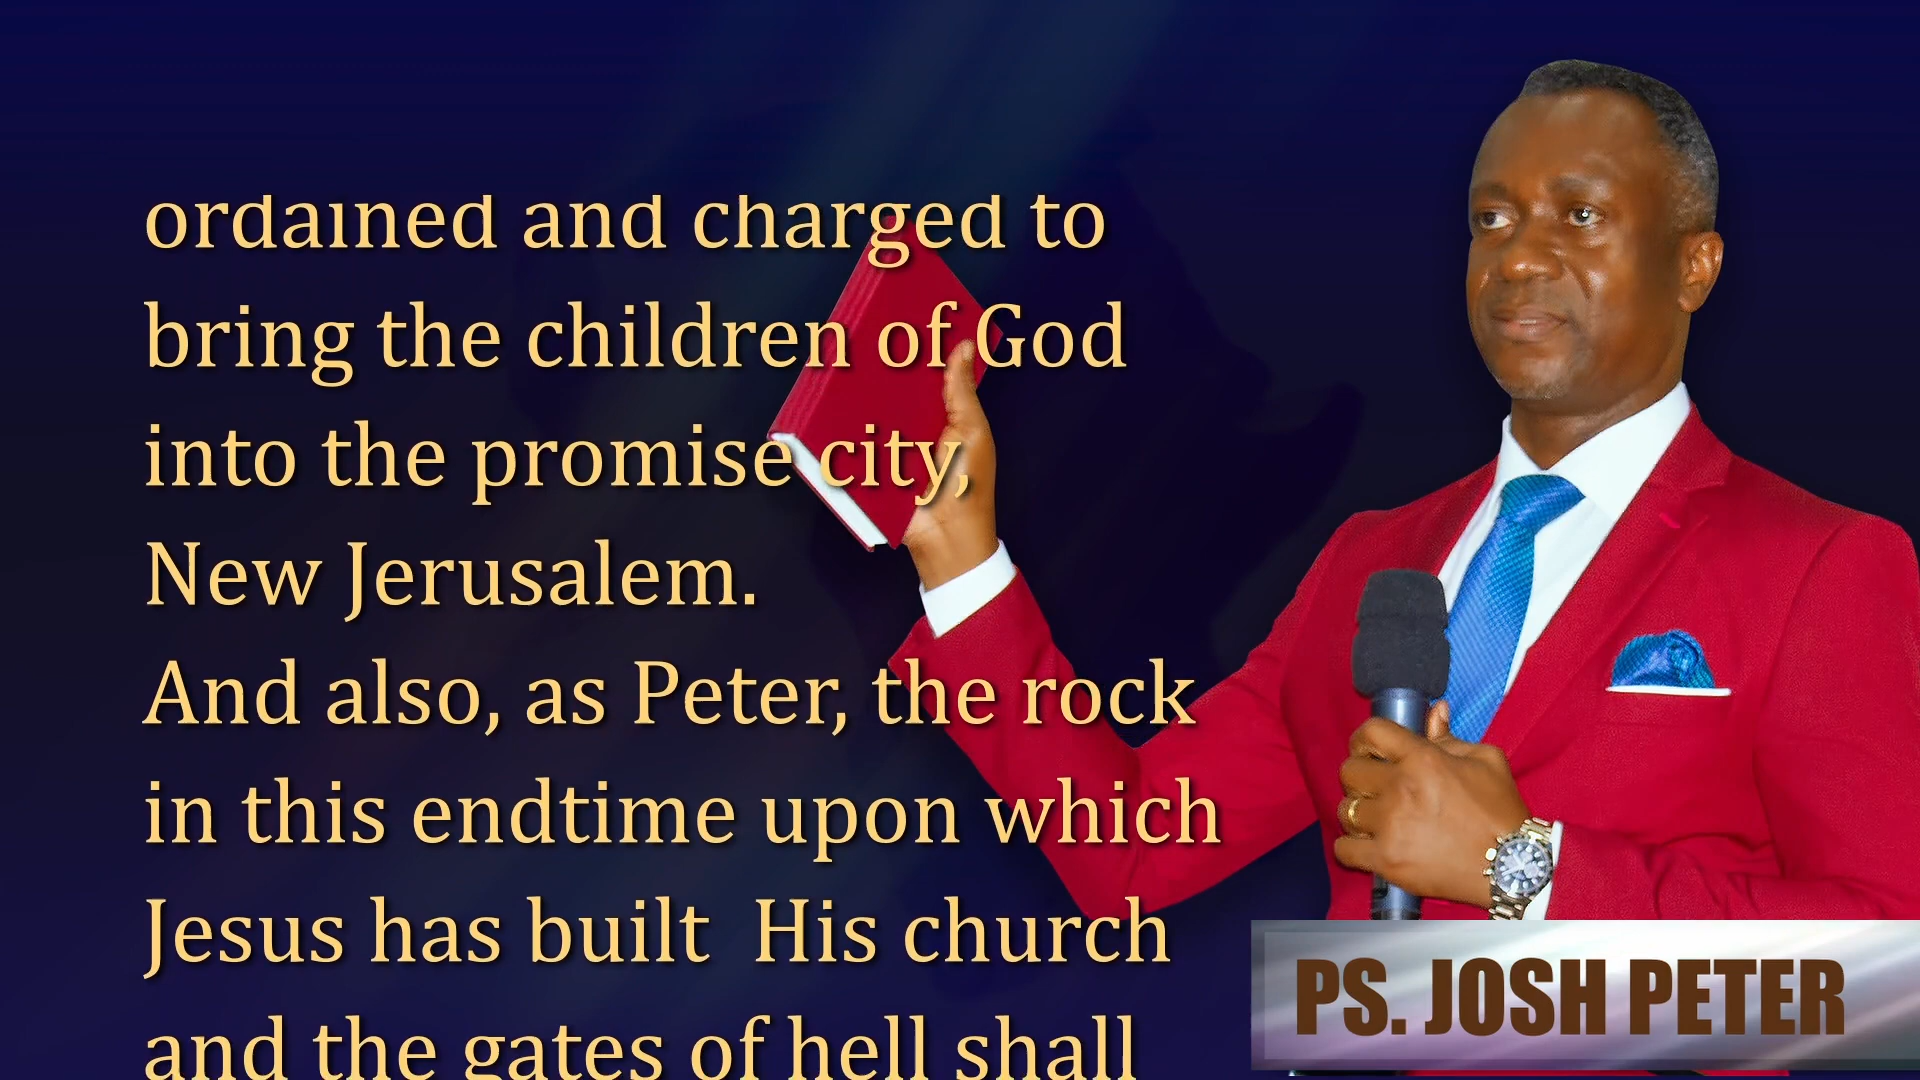 ordained and charged to
bring the children of God
into the promise city,
New Jerusalem.
And also, as Peter, the rock
in this endtime upon which
Jesus has built  His church
and the gates of hell shall
PS. JOSH PETER